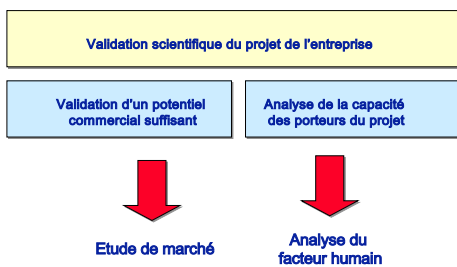 Validation scientifique du projet de l'entreprise
Validation d'un potentiel
commercial suffisant
Analyse de la capacité
des porteurs du projet
Etude de marché
Analyse du
facteur humain